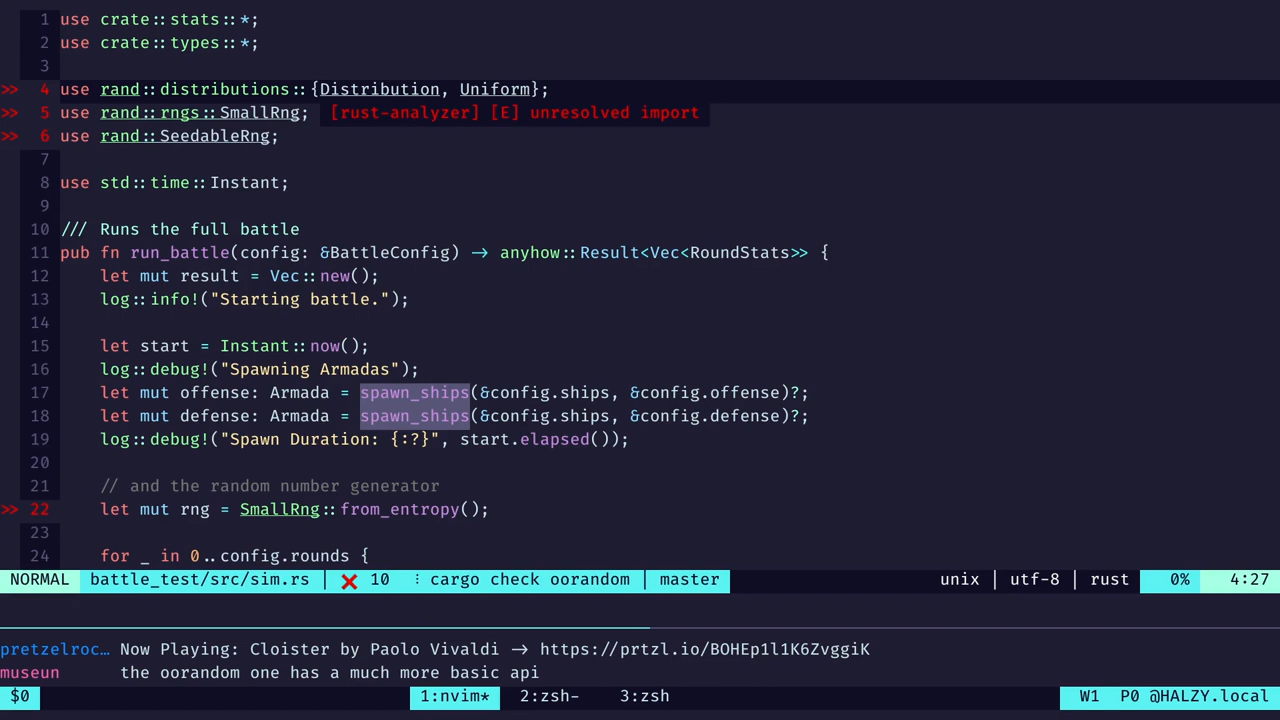 1 use crate::stats::*;
2 use crate::types::*;
3
>> 4 use rand::distributions::{Distribution, Uniform};
>> 5 use rand::rngs::SmallRng; [rust-analyzer] [E] unresolved import
>> 6 use rand::SeedableRng;
7
8 use std::time::Instant;
9
10 /// Runs the full battle
11 pub fn run_battle(config: &BattleConfig) -> anyhow::Result<Vec<RoundStats>> {
12     let mut result = Vec::new();
13     log::info!("Starting battle.");
14
15     let start = Instant::now();
16     log::debug!("Spawning Armadas");
17     let mut offense: Armada = spawn_ships(&config.ships, &config.offense)?;
18     let mut defense: Armada = spawn_ships(&config.ships, &config.defense)?;
19     log::debug!("Spawn Duration: {:?}", start.elapsed());
20
21     // and the random number generator
>> 22     let mut rng = SmallRng::from_entropy();
23
24     for _ in 0..config.rounds {
NORMAL battle_test/src/sim.rs | ❌ 10 ⋮ cargo check oorandom | master unix | utf-8 | rust 0% 4:27
pretzelroc… Now Playing: Cloister by Paolo Vivaldi -> https://prtzl.io/BOHEp1l1K6ZvggiK
museun the oorandom one has a much more basic api
$0 1:nvim* 2:zsh- 3:zsh W1 P0 @HALZY.local